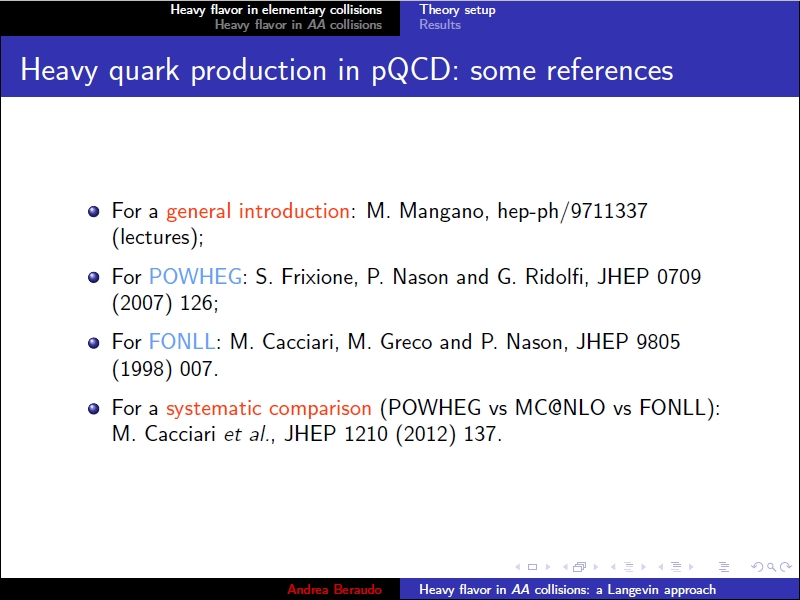 Heavy flavor in elementary collisions
Heavy flavor in AA collisions
Theory setup
Results
Heavy quark production in pQCD: some references
For a general introduction: M. Mangano, hep-ph/9711337
(lectures);
For POWHEG: S. Frixione, P. Nason and G. Ridolfi, JHEP 0709
(2007) 126;
For FONLL: M. Cacciari, M. Greco and P. Nason, JHEP 9805
(1998) 007.
For a systematic comparison (POWHEG vs MC@NLO vs FONLL):
M. Cacciari et al., JHEP 1210 (2012) 137.
Andrea Beraudo
Heavy flavor in AA collisions: a Langevin approach